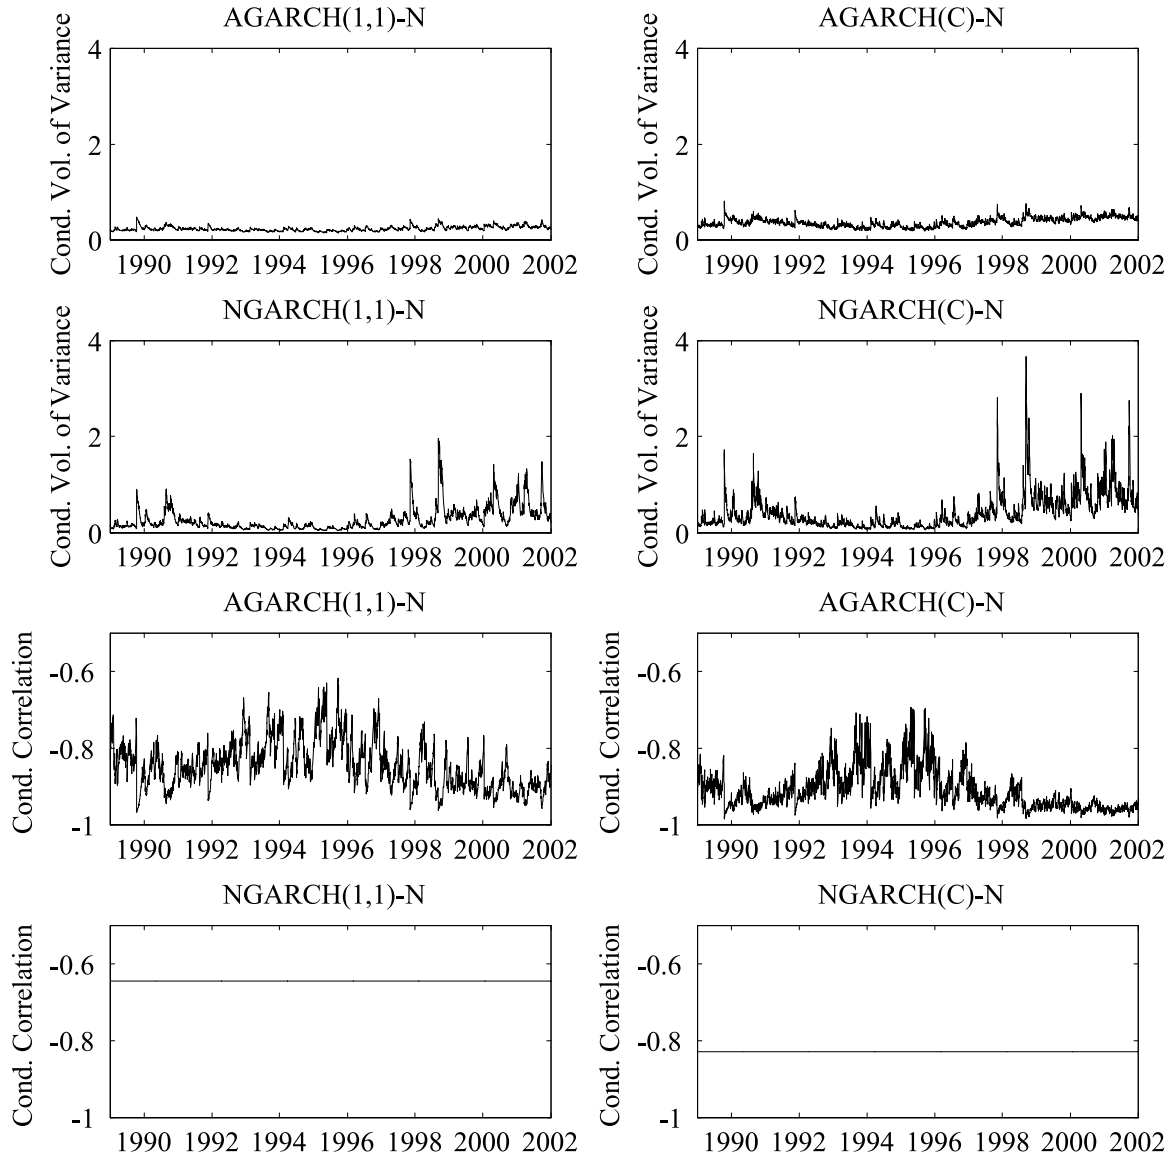 AGARCH(1,1)-N
Cond. Vol. of Variance
4
2
0
1990 1992 1994 1996 1998 2000 2002
AGARCH(C)-N
Cond. Vol. of Variance
4
2
0
1990 1992 1994 1996 1998 2000 2002
NGARCH(1,1)-N
Cond. Vol. of Variance
4
2
0
1990 1992 1994 1996 1998 2000 2002
NGARCH(C)-N
Cond. Vol. of Variance
4
2
0
1990 1992 1994 1996 1998 2000 2002
AGARCH(1,1)-N
Cond. Correlation
-0.6
-0.8
-1
1990 1992 1994 1996 1998 2000 2002
AGARCH(C)-N
Cond. Correlation
-0.6
-0.8
-1
1990 1992 1994 1996 1998 2000 2002
NGARCH(1,1)-N
Cond. Correlation
-0.6
-0.8
-1
1990 1992 1994 1996 1998 2000 2002
NGARCH(C)-N
Cond. Correlation
-0.6
-0.8
-1
1990 1992 1994 1996 1998 2000 2002